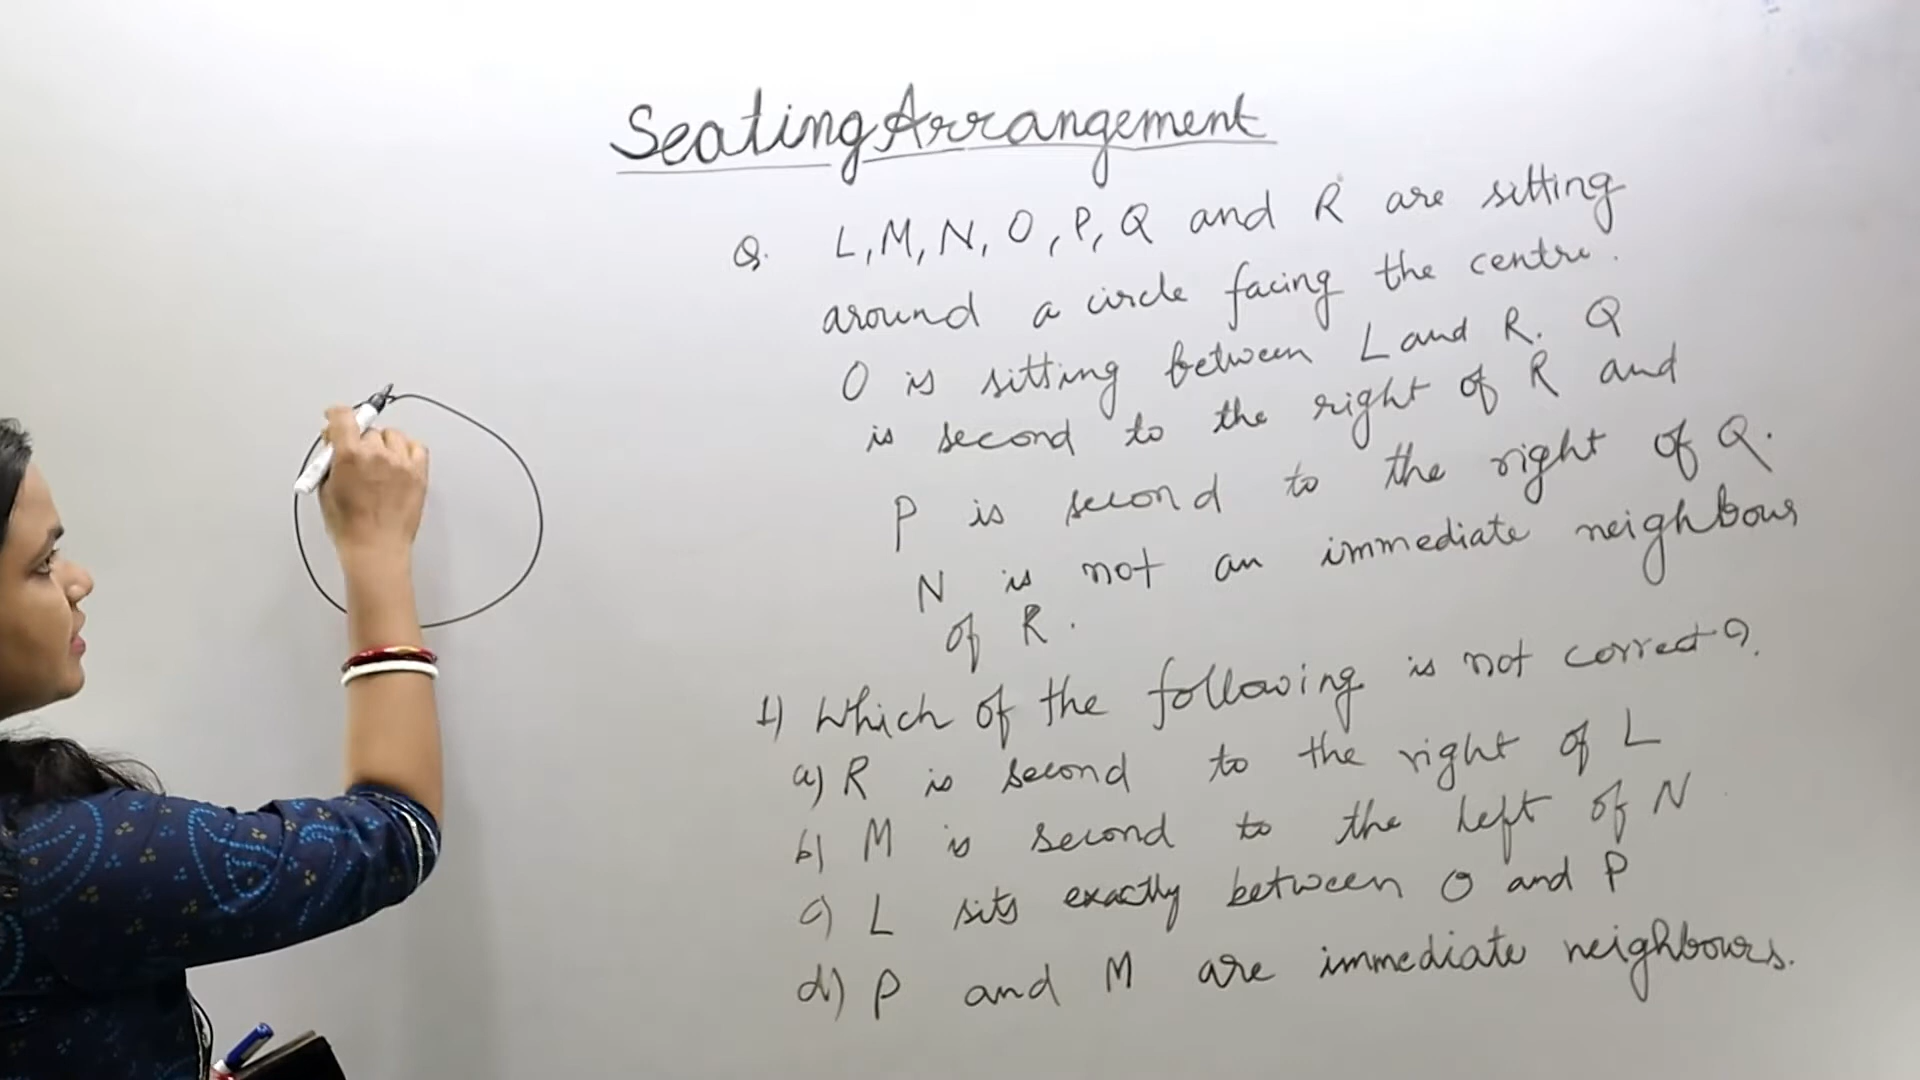 Seating Arrangement
Q. L, M, N, O, P, Q and R are sitting
around a circle facing the centre.
O is sitting between L and R. Q
is second to the right of R and
P is second to the right of Q.
N is not an immediate neighbour
of R.
1) Which of the following is not correct?
a) R is second to the right of L
b) M is second to the left of N
c) L sits exactly between O and P
d) P and M are immediate neighbours.